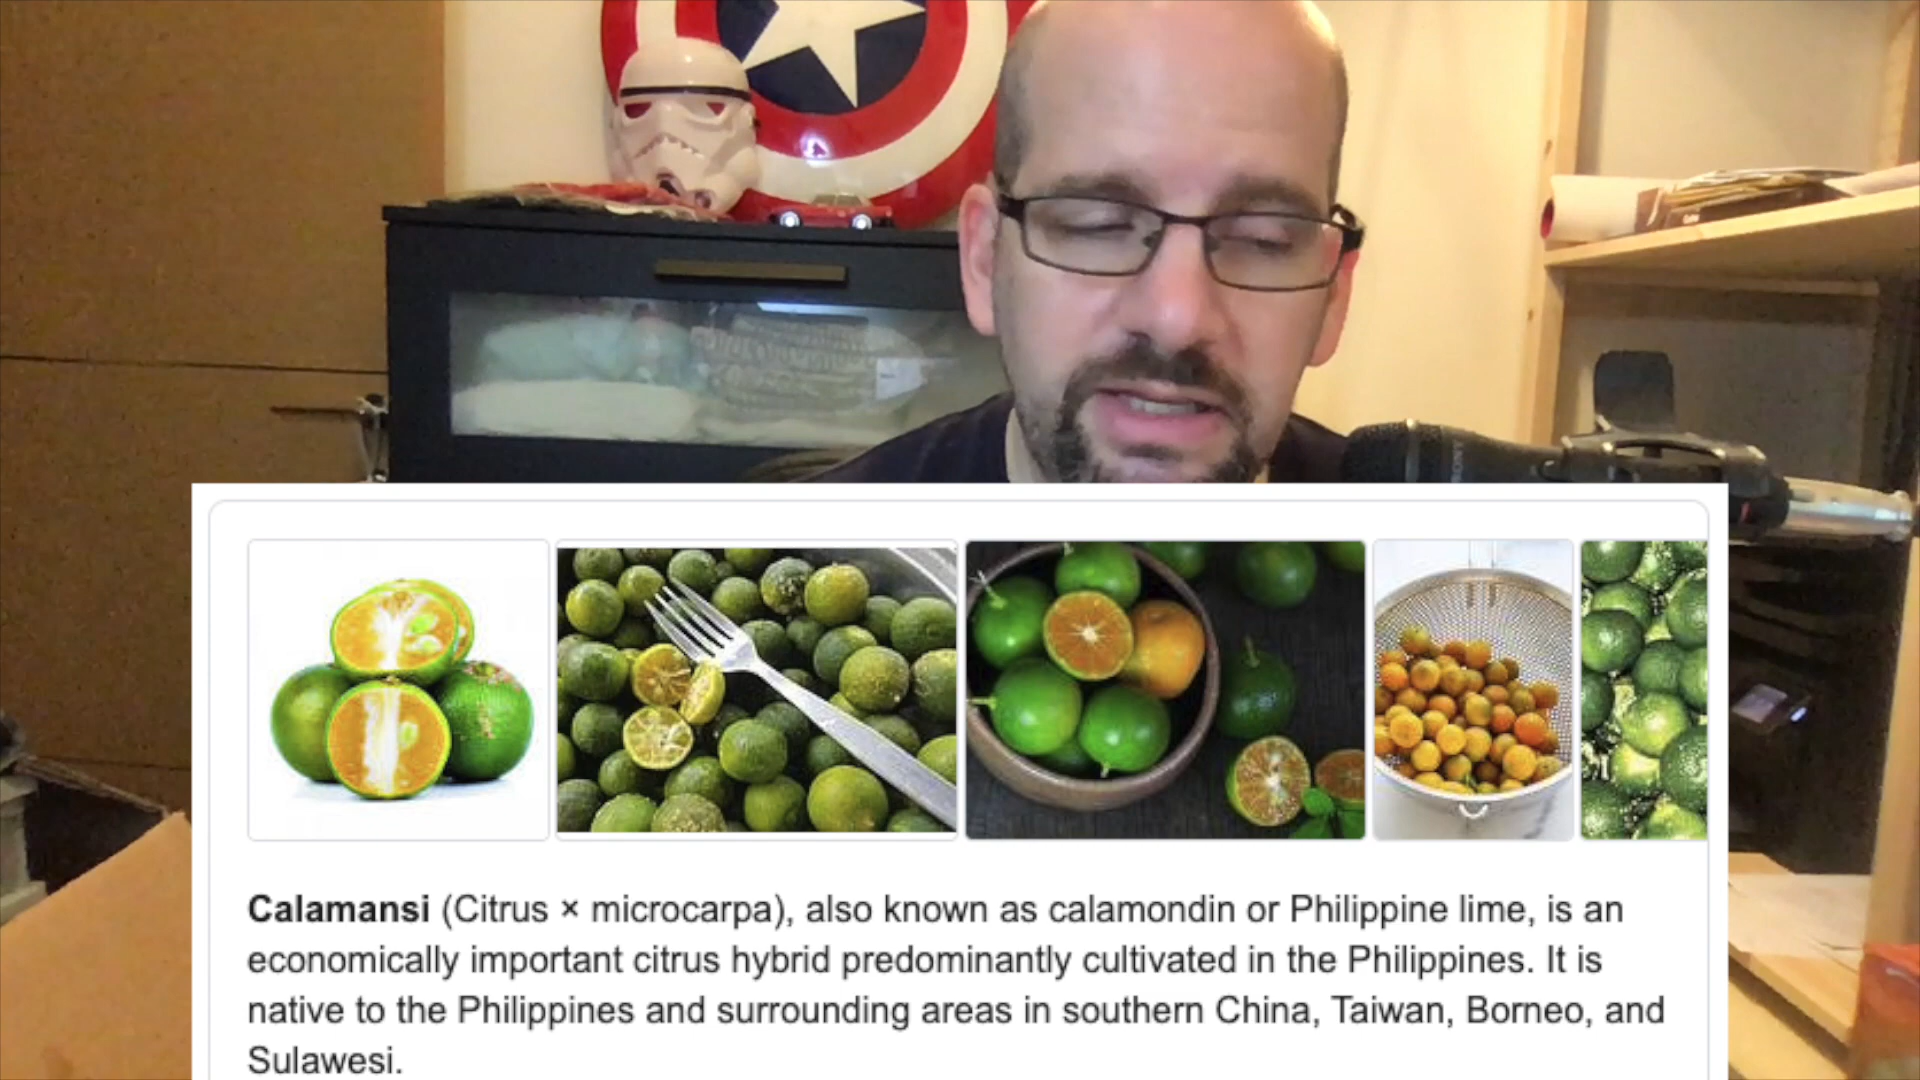 SONY
Calamansi (Citrus × microcarpa), also known as calamondin or Philippine lime, is an
economically important citrus hybrid predominantly cultivated in the Philippines. It is
native to the Philippines and surrounding areas in southern China, Taiwan, Borneo, and
Sulawesi.